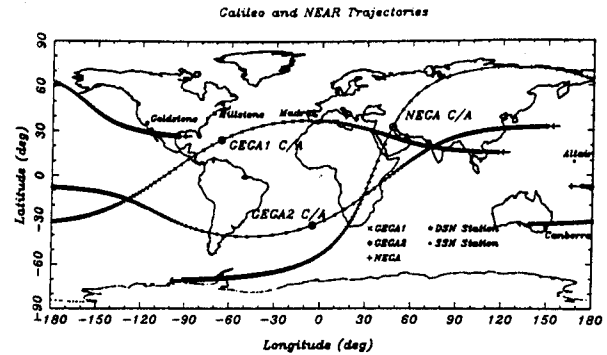 Galileo and NEAR Trajectories
Latitude (deg)
90
60
30
0
-30
-60
-90
Goldstone
Millstone
Madrid
NEGA C/A
GEGA1 C/A
GEGA2 C/A
Altair
Canberra
× GEGA1
◇ GEGA2
+ NEGA
* DSN Station
• SSN Station
-180 -150 -120 -90 -60 -30 0 30 60 90 120 150 180
Longitude (deg)